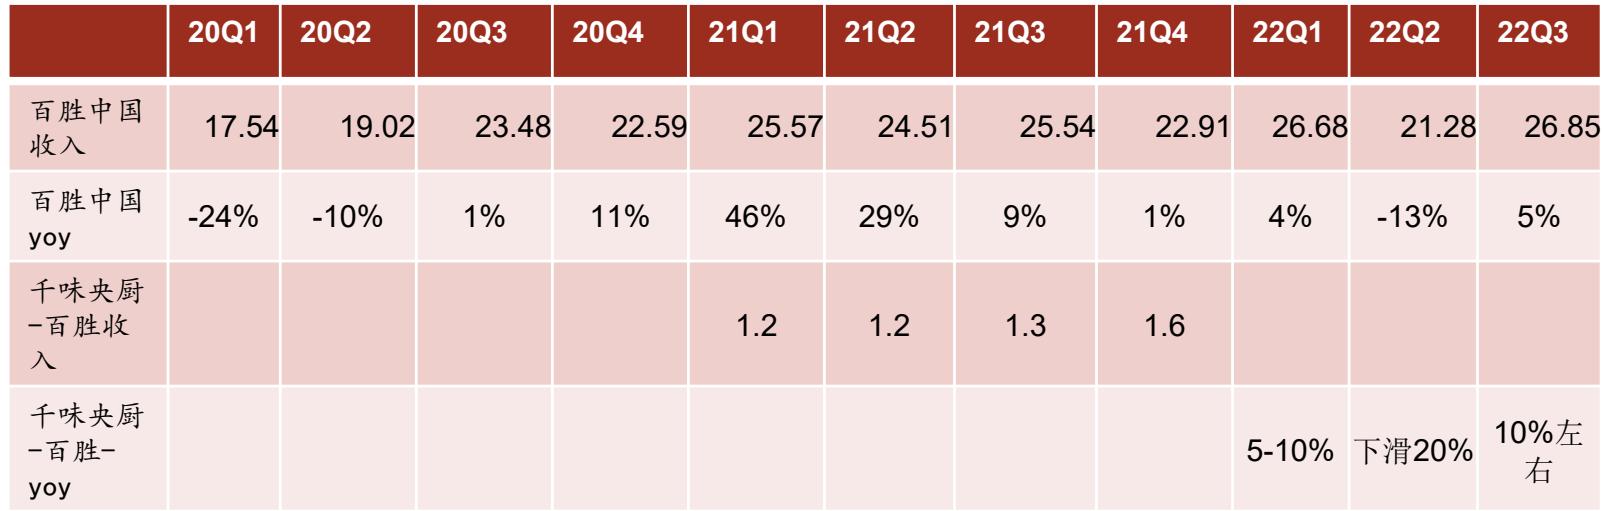 20Q1 20Q2 20Q3 20Q4 21Q1 21Q2 21Q3 21Q4 22Q1 22Q2 22Q3
百胜中国
收入
17.54 19.02 23.48 22.59 25.57 24.51 25.54 22.91 26.68 21.28 26.85
百胜中国
yoy
-24% -10% 1% 11% 46% 29% 9% 1% 4% -13% 5%
千味央厨
-百胜收
入
1.2 1.2 1.3 1.6
千味央厨
-百胜-
yoy
5-10% 下滑20% 10%左
右